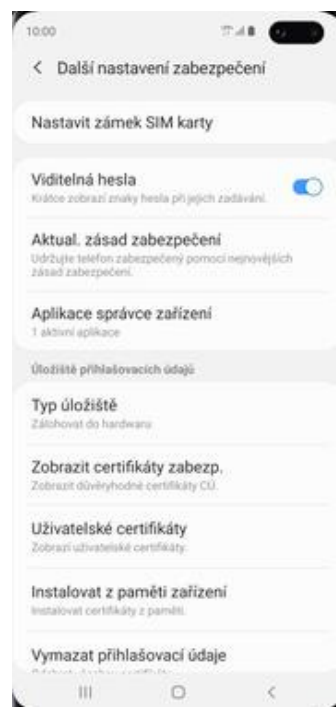 10:00
Další nastavení zabezpečení
Nastavit zámek SIM karty
Viditelná hesla
Krátce zobrazí znaky hesla při jejich zadávání.
Aktual. zásad zabezpečení
Udržujte telefon zabezpečený pomocí nejnovějších
zásad zabezpečení.
Aplikace správce zařízení
1 aktivní aplikace
Úložiště přihlašovacích údajů
Typ úložiště
Zálohovat do hardwaru
Zobrazit certifikáty zabezp.
Zobrazit důvěryhodné certifikáty CÚ.
Uživatelské certifikáty
Zobrazí uživatelské certifikáty.
Instalovat z paměti zařízení
Instalovat certifikáty z paměti.
Vymazat přihlašovací údaje